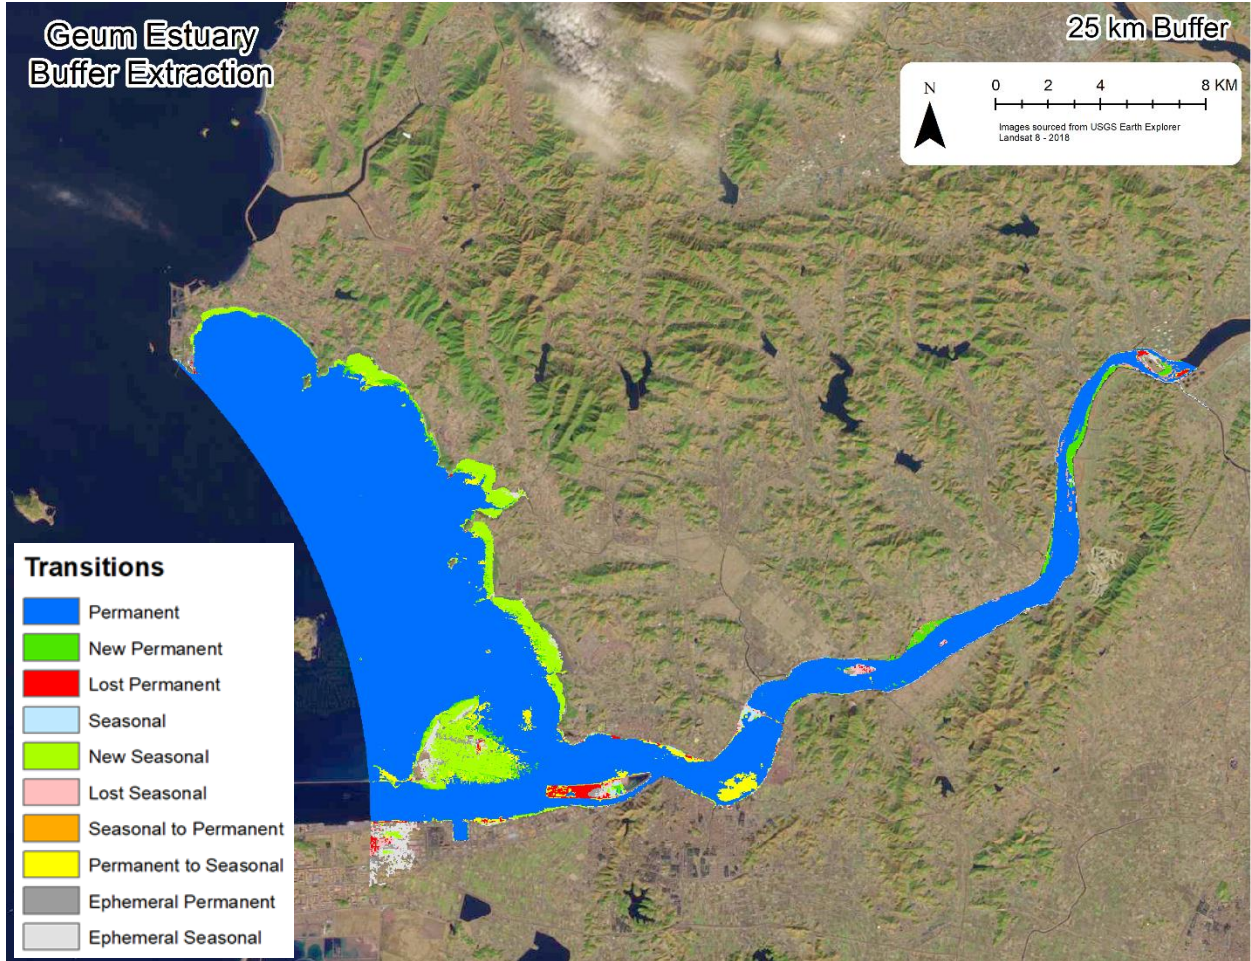 Geum Estuary
Buffer Extraction
25 km Buffer
N
0 2 4 8 KM
Images sourced from USGS Earth Explorer
Landsat 8 - 2018
Transitions
Permanent
New Permanent
Lost Permanent
Seasonal
New Seasonal
Lost Seasonal
Seasonal to Permanent
Permanent to Seasonal
Ephemeral Permanent
Ephemeral Seasonal